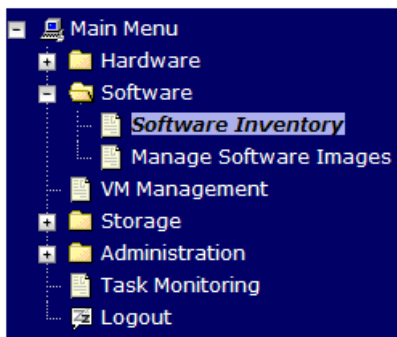 Main Menu
Hardware
Software
Software Inventory
Manage Software Images
VM Management
Storage
Administration
Task Monitoring
Logout